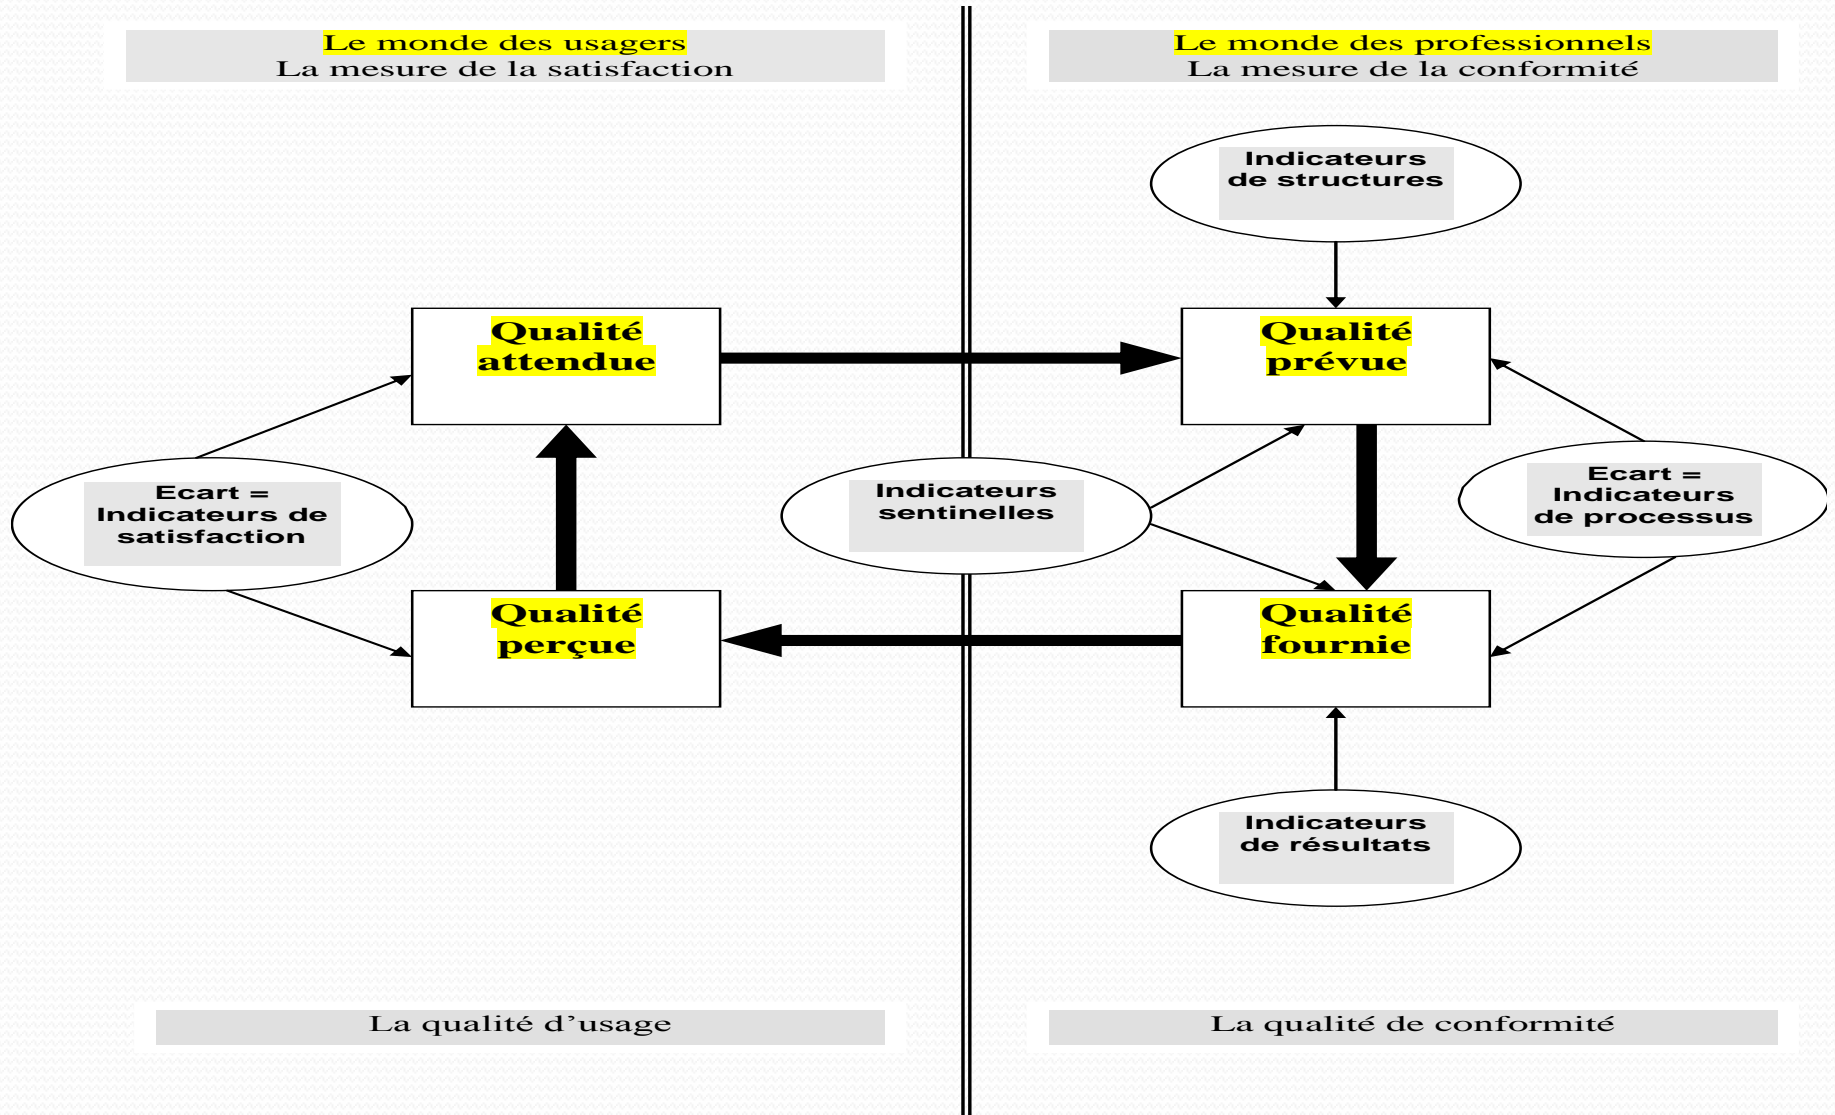 Le monde des usagers
La mesure de la satisfaction
Le monde des professionnels
La mesure de la conformité
Indicateurs
de structures
Qualité
attendue
Qualité
prévue
Ecart =
Indicateurs de
satisfaction
Indicateurs
sentinelles
Ecart =
Indicateurs
de processus
Qualité
perçue
Qualité
fournie
Indicateurs
de résultats
La qualité d’usage
La qualité de conformité